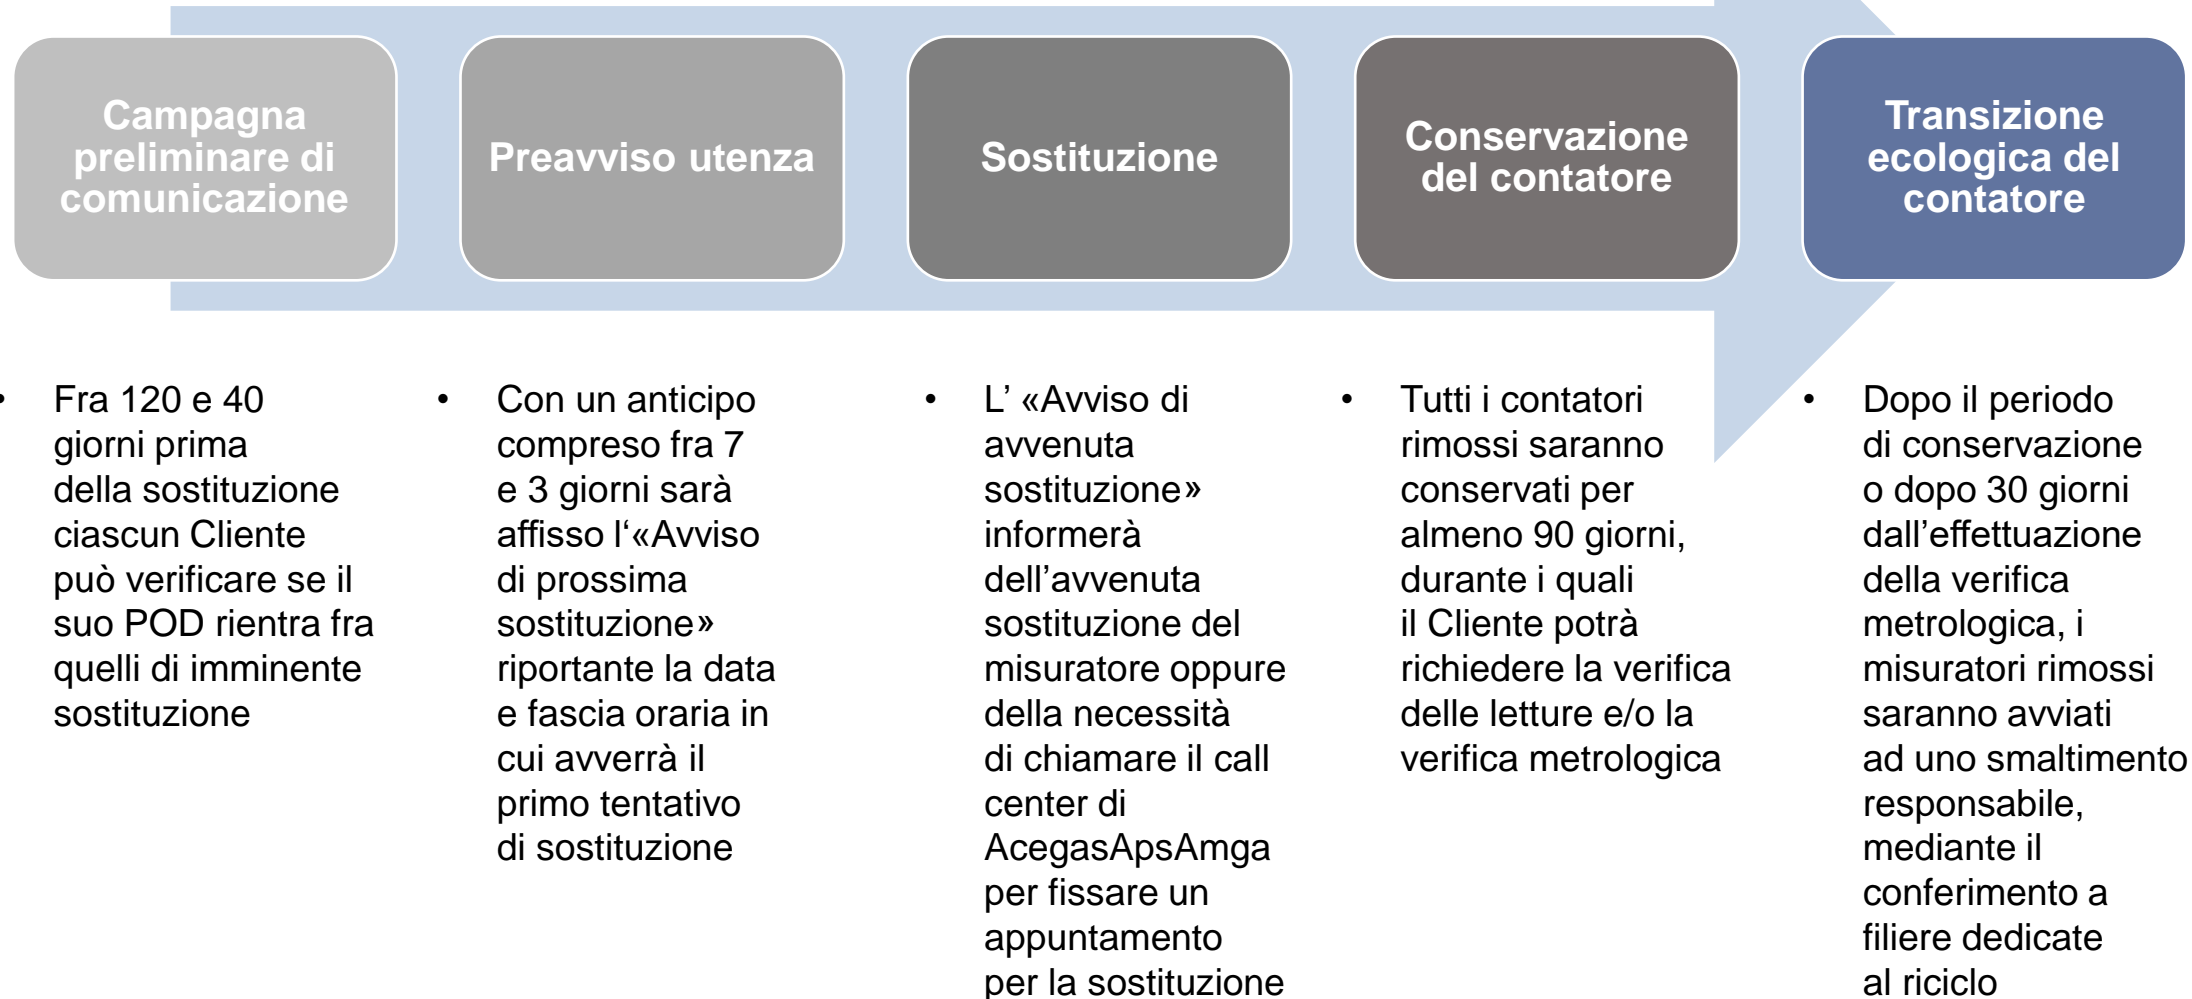 Campagna
preliminare di
comunicazione
Preavviso utenza
Sostituzione
Conservazione
del contatore
Transizione
ecologica del
contatore
• Fra 120 e 40
giorni prima
della sostituzione
ciascun Cliente
può verificare se il
suo POD rientra fra
quelli di imminente
sostituzione
• Con un anticipo
compreso fra 7
e 3 giorni sarà
affisso l‘«Avviso
di prossima
sostituzione»
riportante la data
e fascia oraria in
cui avverrà il
primo tentativo
di sostituzione
• L’ «Avviso di
avvenuta
sostituzione»
informerà
dell’avvenuta
sostituzione del
misuratore oppure
della necessità
di chiamare il call
center di
AcegasApsAmga
per fissare un
appuntamento
per la sostituzione
• Tutti i contatori
rimossi saranno
conservati per
almeno 90 giorni,
durante i quali
il Cliente potrà
richiedere la verifica
delle letture e/o la
verifica metrologica
• Dopo il periodo
di conservazione
o dopo 30 giorni
dall’effettuazione
della verifica
metrologica, i
misuratori rimossi
saranno avviati
ad uno smaltimento
responsabile,
mediante il
conferimento a
filiere dedicate
al riciclo